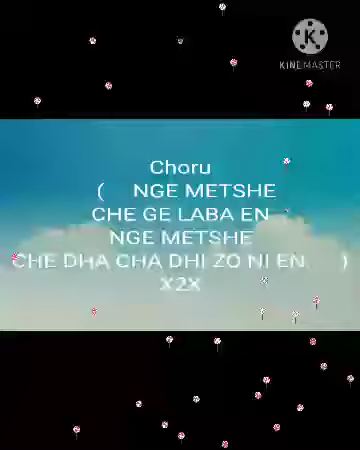 KINEMASTER
Choru
( NGE METSHE
CHE GE LABA EN
NGE METSHE
CHE DHA CHA DHI ZO NI EN )
X2X